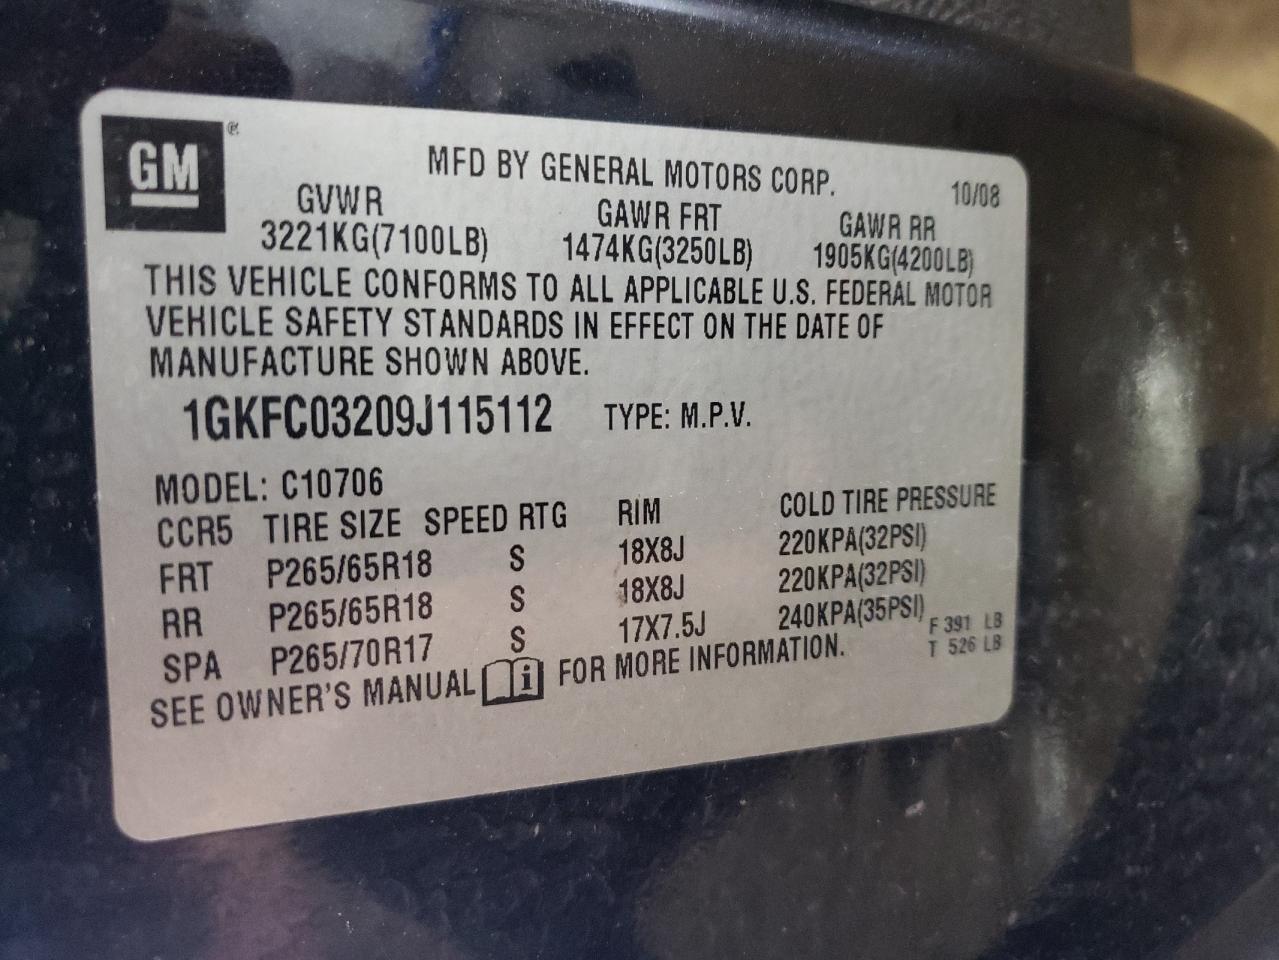 GM ®
MFD BY GENERAL MOTORS CORP. 10/08
GVWR GAWR FRT GAWR RR
3221KG(7100LB) 1474KG(3250LB) 1905KG(4200LB)
THIS VEHICLE CONFORMS TO ALL APPLICABLE U.S. FEDERAL MOTOR
VEHICLE SAFETY STANDARDS IN EFFECT ON THE DATE OF
MANUFACTURE SHOWN ABOVE.
1GKFC03209J115112 TYPE: M.P.V.
MODEL: C10706
CCR5 TIRE SIZE SPEED RTG RIM COLD TIRE PRESSURE
FRT P265/65R18 S 18X8J 220KPA(32PSI)
RR P265/65R18 S 18X8J 220KPA(32PSI)
SPA P265/70R17 S 17X7.5J 240KPA(35PSI) F 391 LB
T 526 LB
SEE OWNER'S MANUAL i FOR MORE INFORMATION.